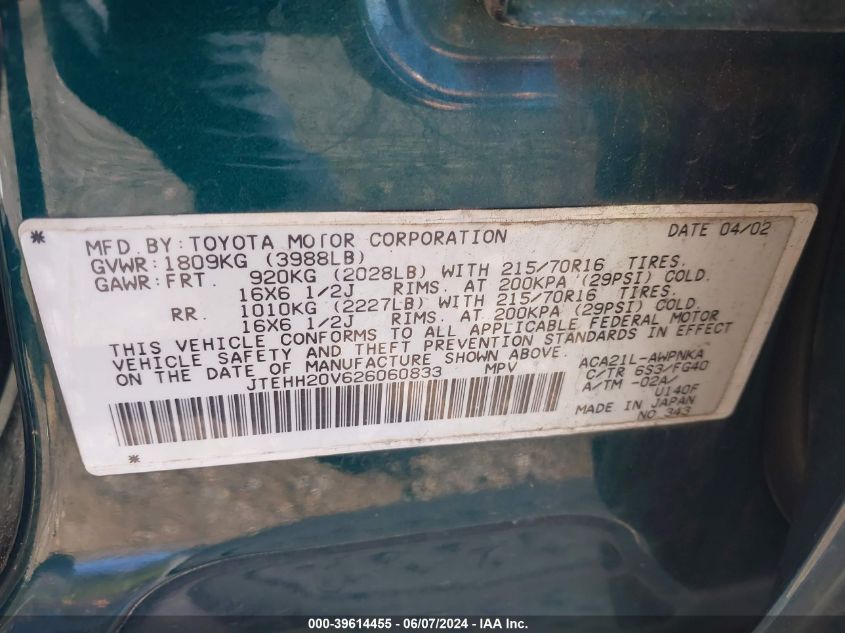 * MFD. BY: TOYOTA MOTOR CORPORATION DATE 04/02
GVWR: 1809KG (3988LB)
GAWR: FRT. 920KG (2028LB) WITH 215/70R16 TIRES.
16X6 1/2J RIMS. AT 200KPA (29PSI) COLD.
RR. 1010KG (2227LB) WITH 215/70R16 TIRES.
16X6 1/2J RIMS. AT 200KPA (29PSI) COLD.
THIS VEHICLE CONFORMS TO ALL APPLICABLE FEDERAL MOTOR
VEHICLE SAFETY AND THEFT PREVENTION STANDARDS IN EFFECT
ON THE DATE OF MANUFACTURE SHOWN ABOVE.
JTEHH20V626060833 MPV
ACA21L-AWPNKA
C/TR 6S3/FG40
A/TM -02A/
U140F
MADE IN JAPAN
NO.343
*
000-39614455 - 06/07/2024 - IAA Inc.